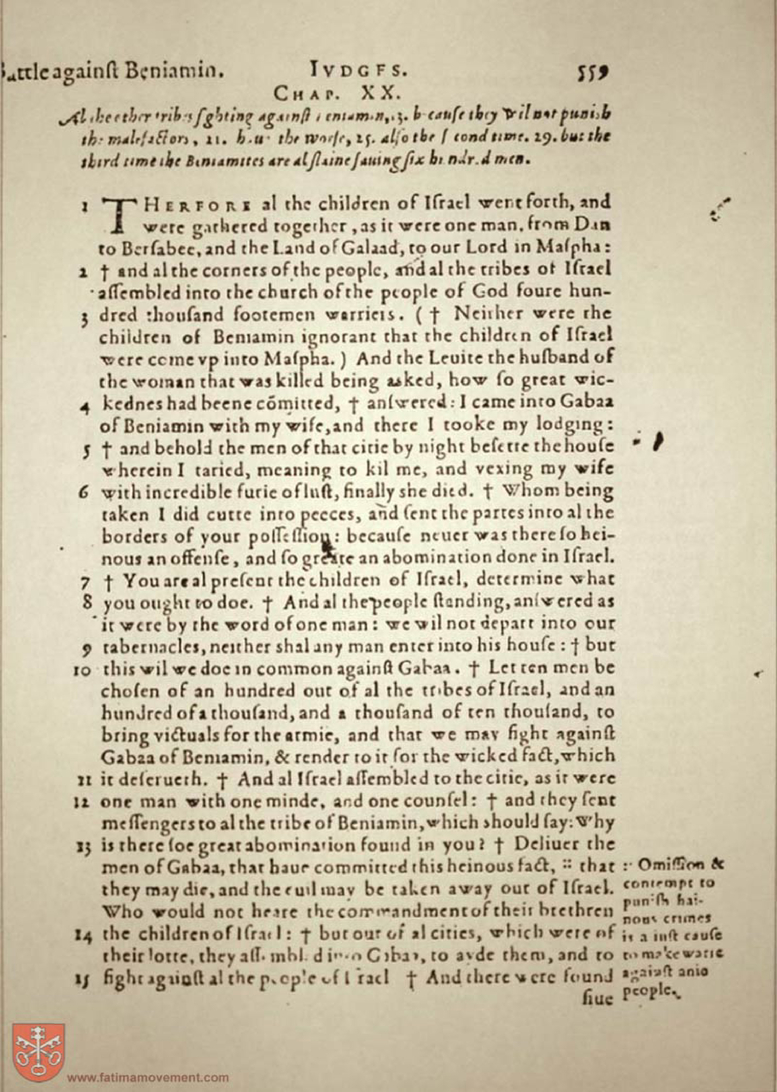 Battle against Beniamin. IVDGES. 559
CHAP. XX.
Al the other tribes fighting against Beniamin, 3. because they wil not punish
the malefactors, 21. haue the worse, 25. also the second time. 29. but the
third time the Beniamites are al slaine sauing six hundred men.
1 THERFORE al the children of Iſrael went forth, and
were gathered together, as it were one man, from Dan
to Berſabee, and the Land of Galaad, to our Lord in Maſpha:
2 † and al the corners of the people, and al the tribes of Iſrael
aſſembled into the church of the people of God foure hun-
3 dred thouſand footemen warriers. ( † Neither were the
children of Beniamin ignorant that the children of Iſrael
were come vp into Maſpha. ) And the Leuite the huſband of
the woman that was killed being asked, how ſo great wic-
4 kednes had beene cõmitted, † anſwered: I came into Gabaa
of Beniamin with my wife, and there I tooke my lodging:
5 † and behold the men of that citie by night beſette the houſe
wherein I taried, meaning to kil me, and vexing my wife
6 with incredible furie of luſt, finally she died. † Whom being
taken I did cutte into peeces, and ſent the partes into al the
borders of your poſſeſſion: becauſe neuer was there ſo hei-
nous an offenſe, and ſo greate an abomination done in Iſrael.
7 † You are al preſent the children of Iſrael, determine what
8 you ought to doe. † And al the people ſtanding, anſwered as
it were by the word of one man: we wil not depart into our
9 tabernacles, neither shal any man enter into his houſe: † but
10 this wil we doe in common againſt Gabaa. † Let ten men be
choſen of an hundred out of al the tribes of Iſrael, and an
hundred of a thouſand, and a thouſand of ten thouſand, to
bring victuals for the armie, and that we may fight againſt
Gabaa of Beniamin, & render to it for the wicked fact, which
11 it deſerueth. † And al Iſrael aſſembled to the citie, as it were
12 one man with one minde, and one counſel: † and they ſent
meſſengers to al the tribe of Beniamin, which should ſay: Why
13 is there ſoe great abomination found in you? † Deliuer the
men of Gabaa, that haue committed this heinous fact, :: that
they may die, and the euil may be taken away out of Iſrael.
Who would not heare the commandment of their brethren
14 the children of Iſrael: † but out of al cities, which were of
their lotte, they aſſembled into Gabaa, to ayde them, and to
15 fight againſt al the people of Iſrael † And there were found
fiue
:: Omiſſion &
contempt to
punish hai-
nous crimes
is a iuſt cauſe
to make warre
againſt anie
people.
www.fatimamovement.com